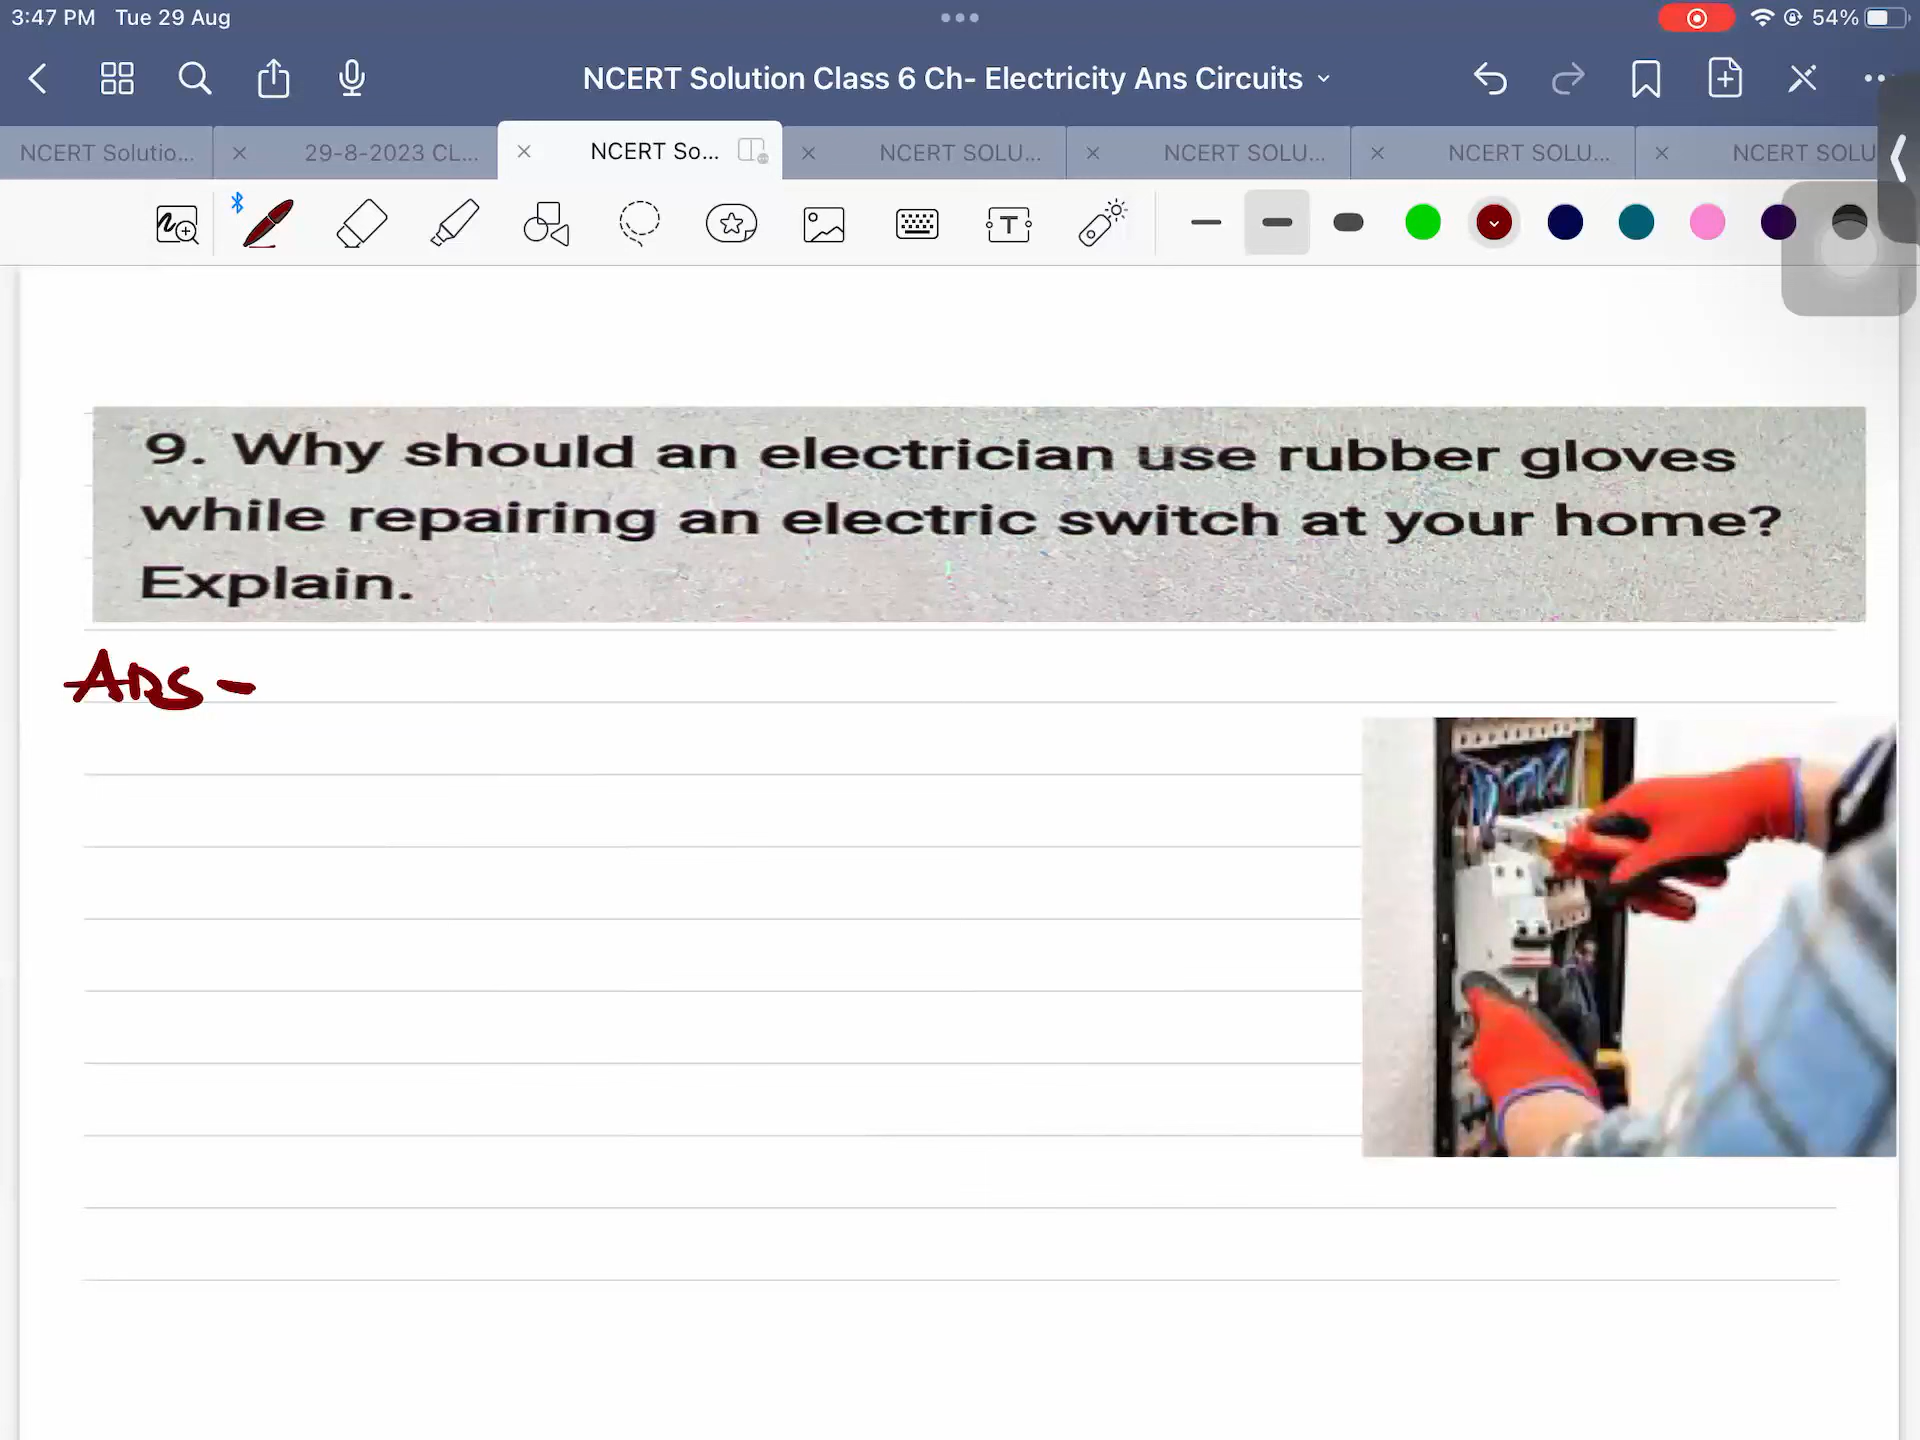 3:47 PM Tue 29 Aug
54%
NCERT Solution Class 6 Ch- Electricity Ans Circuits
NCERT Solutio...
29-8-2023 CL...
NCERT So...
NCERT SOLU...
NCERT SOLU...
NCERT SOLU...
NCERT SOLU
T
9. Why should an electrician use rubber gloves
while repairing an electric switch at your home?
Explain.
Ans -